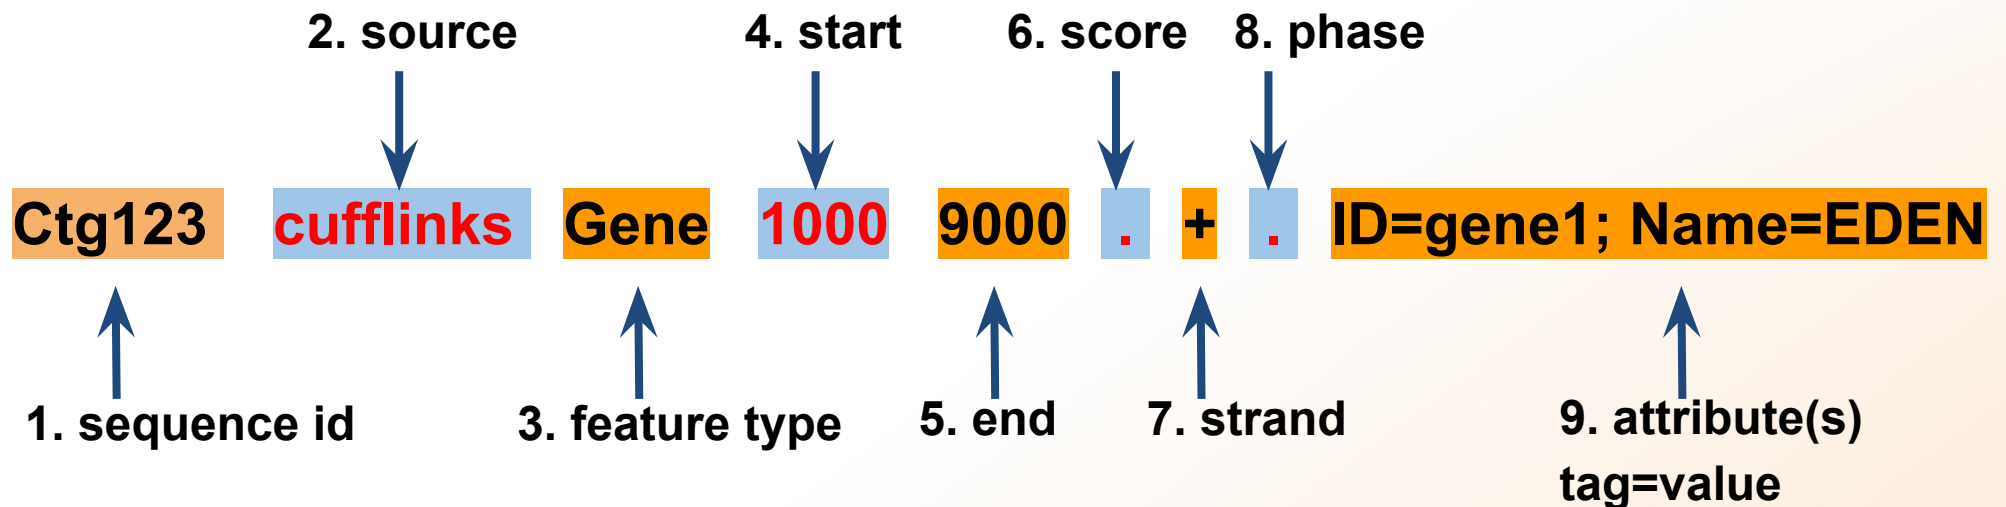 2. source 4. start 6. score 8. phase
Ctg123 cufflinks Gene 1000 9000 . + . ID=gene1; Name=EDEN
1. sequence id 3. feature type 5. end 7. strand 9. attribute(s)
tag=value